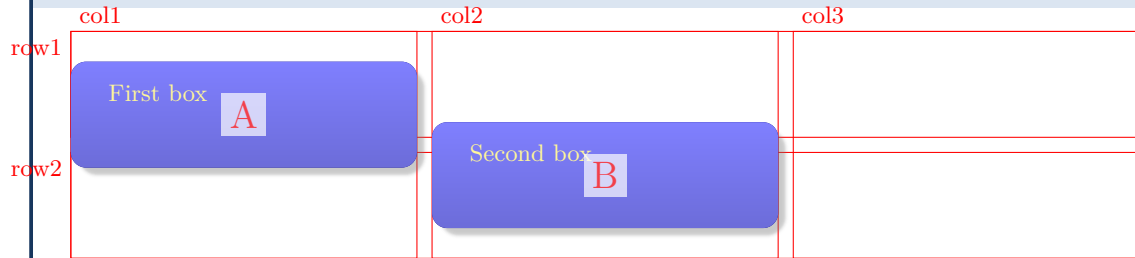 col1 col2 col3
row1
First box
A
Second box
B
row2